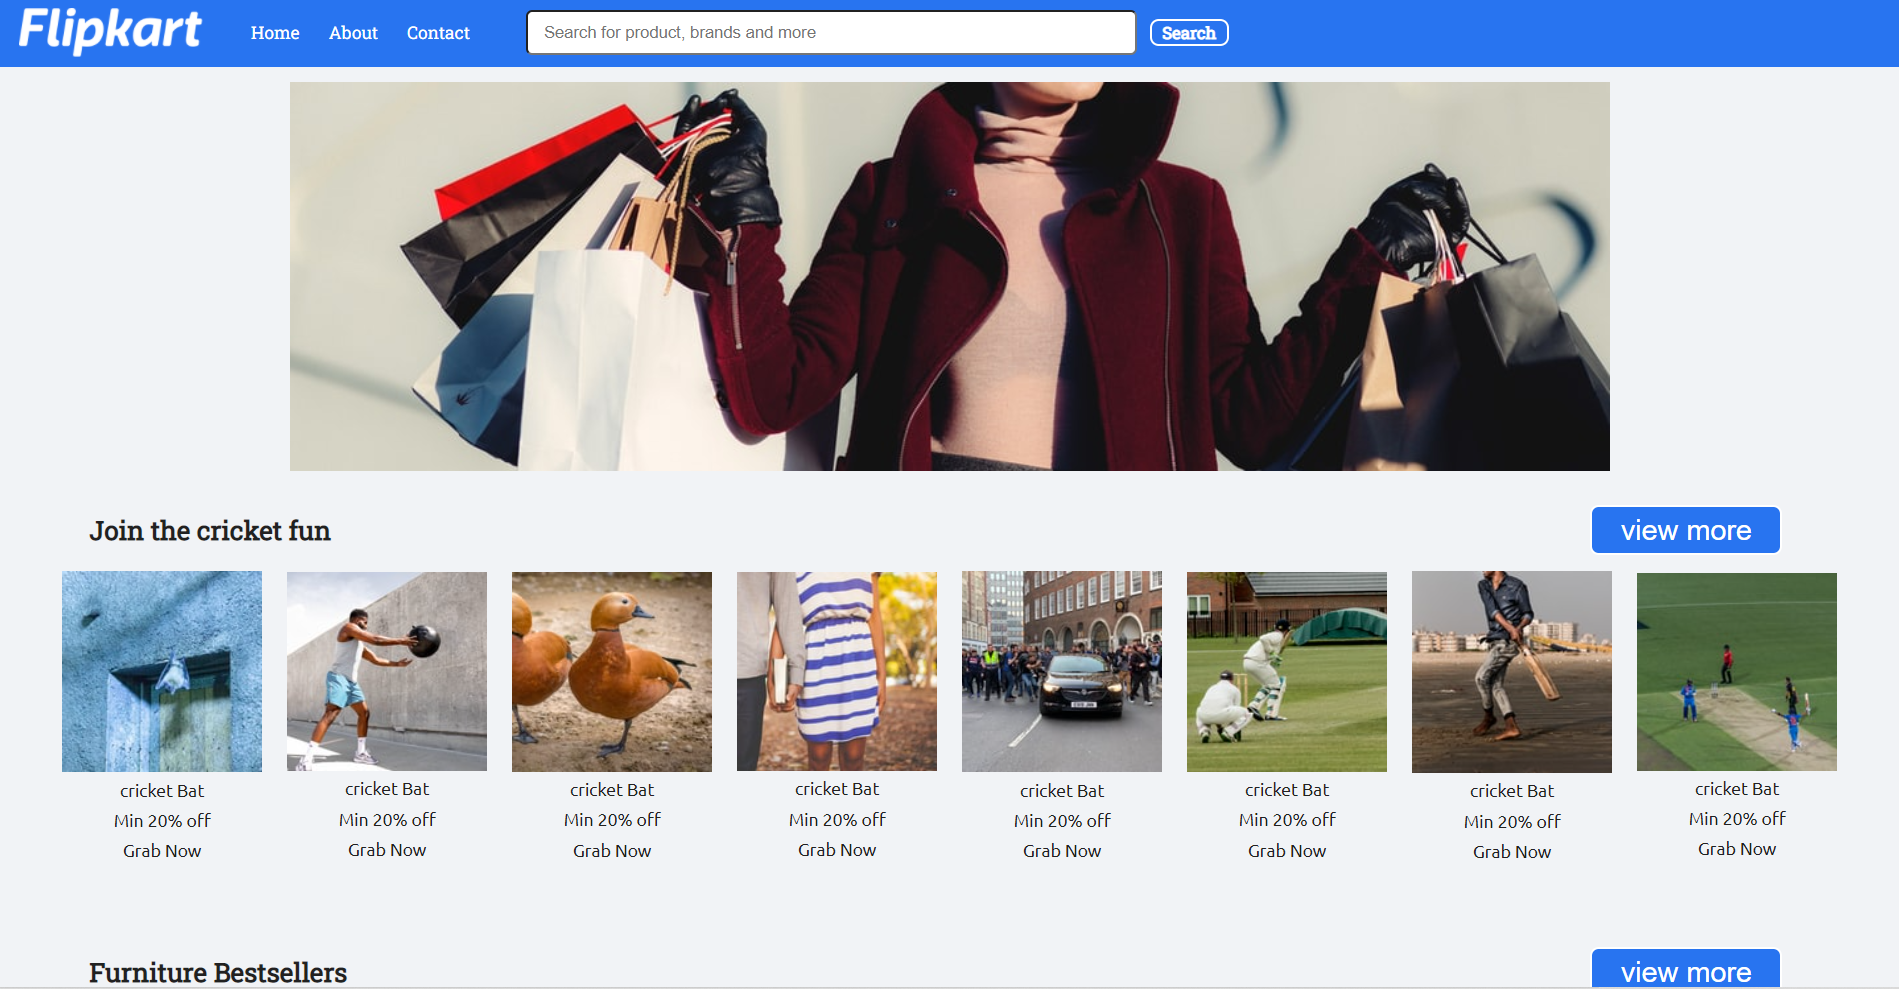 Flipkart
Home About Contact Search for product, brands and more Search
Join the cricket fun view more
cricket Bat cricket Bat cricket Bat cricket Bat cricket Bat cricket Bat cricket Bat cricket Bat
Min 20% off Min 20% off Min 20% off Min 20% off Min 20% off Min 20% off Min 20% off Min 20% off
Grab Now Grab Now Grab Now Grab Now Grab Now Grab Now Grab Now Grab Now
Furniture Bestsellers view more